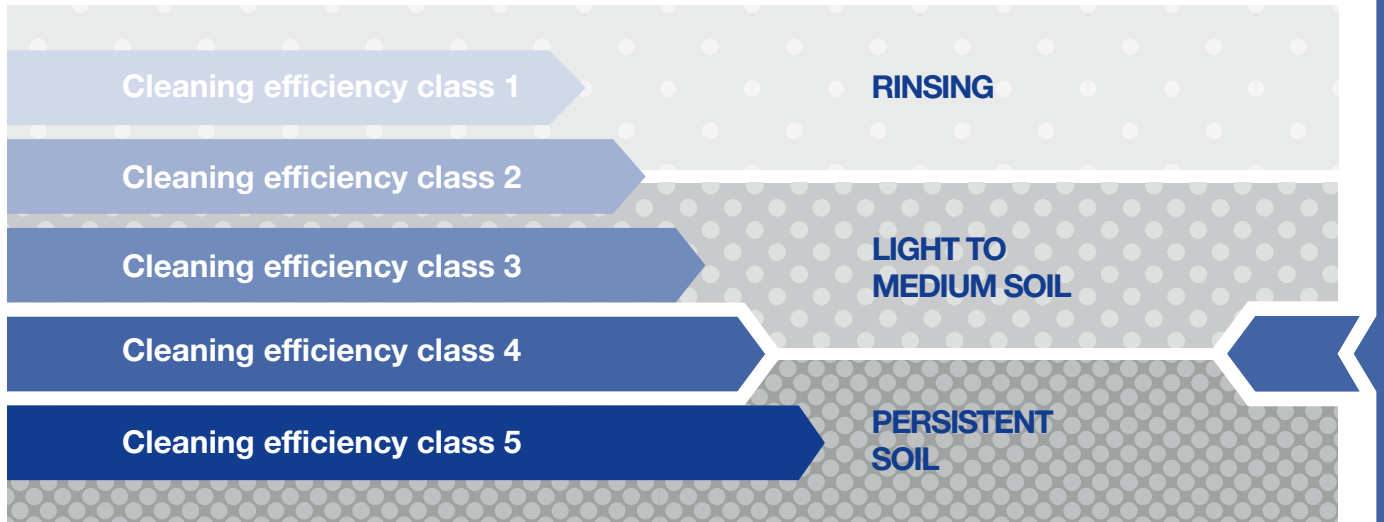 Cleaning efficiency class 1
RINSING
Cleaning efficiency class 2
Cleaning efficiency class 3
LIGHT TO
MEDIUM SOIL
Cleaning efficiency class 4
Cleaning efficiency class 5
PERSISTENT
SOIL